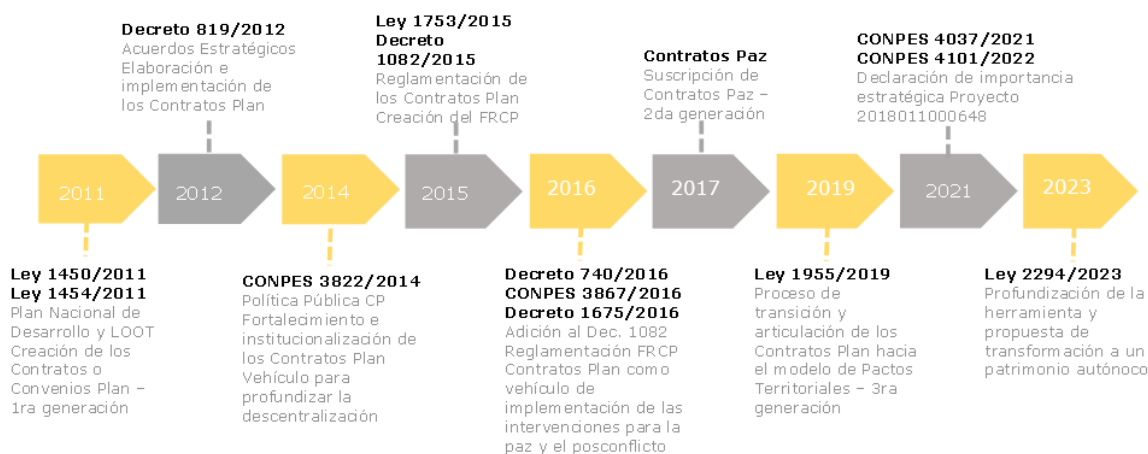 Decreto 819/2012
Acuerdos Estratégicos
Elaboración e
implementación de
los Contratos Plan
Ley 1753/2015
Decreto
1082/2015
Reglamentación de
los Contratos Plan
Creación del FRCP
Contratos Paz
Suscripción de
Contratos Paz –
2da generación
CONPES 4037/2021
CONPES 4101/2022
Declaración de importancia
estratégica Proyecto
2018011000648
2011
2012
2014
2015
2016
2017
2019
2021
2023
Ley 1450/2011
Ley 1454/2011
Plan Nacional de
Desarrollo y LOOT
Creación de los
Contratos o
Convenios Plan –
1ra generación
CONPES 3822/2014
Política Pública CP
Fortalecimiento e
institucionalización de
los Contratos Plan
Vehículo para
profundizar la
descentralización
Decreto 740/2016
CONPES 3867/2016
Decreto 1675/2016
Adición al Dec. 1082
Reglamentación FRCP
Contratos Plan como
vehículo de
implementación de las
intervenciones para la
paz y el posconflicto
Ley 1955/2019
Proceso de
transición y
articulación de los
Contratos Plan hacia
el modelo de Pactos
Territoriales – 3ra
generación
Ley 2294/2023
Profundización de la
herramienta y
propuesta de
transformación a un
patrimonio autónoco